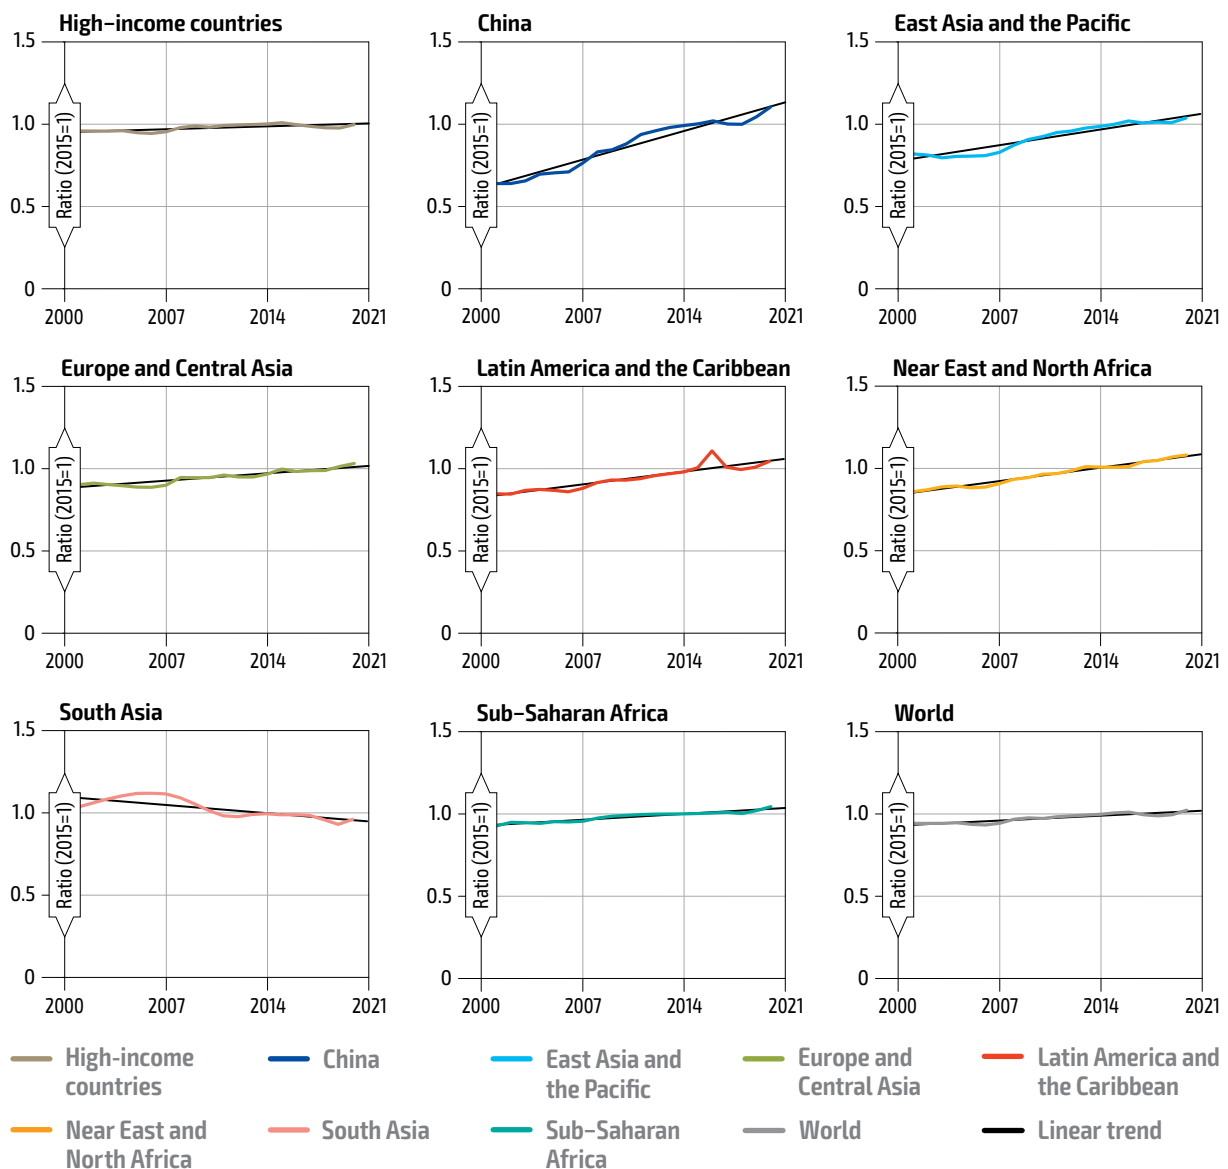 High–income countries
1.5
1.0
0.5
0
Ratio (2015=1)
2000
2007
2014
2021
China
1.5
1.0
0.5
0
Ratio (2015=1)
2000
2007
2014
2021
East Asia and the Pacific
1.5
1.0
0.5
0
Ratio (2015=1)
2000
2007
2014
2021
Europe and Central Asia
1.5
1.0
0.5
0
Ratio (2015=1)
2000
2007
2014
2021
Latin America and the Caribbean
1.5
1.0
0.5
0
Ratio (2015=1)
2000
2007
2014
2021
Near East and North Africa
1.5
1.0
0.5
0
Ratio (2015=1)
2000
2007
2014
2021
South Asia
1.5
1.0
0.5
0
Ratio (2015=1)
2000
2007
2014
2021
Sub–Saharan Africa
1.5
1.0
0.5
0
Ratio (2015=1)
2000
2007
2014
2021
World
1.5
1.0
0.5
0
Ratio (2015=1)
2000
2007
2014
2021
High-income
countries
China
East Asia and
the Pacific
Europe and
Central Asia
Latin America and
the Caribbean
Near East and
North Africa
South Asia
Sub–Saharan
Africa
World
Linear trend